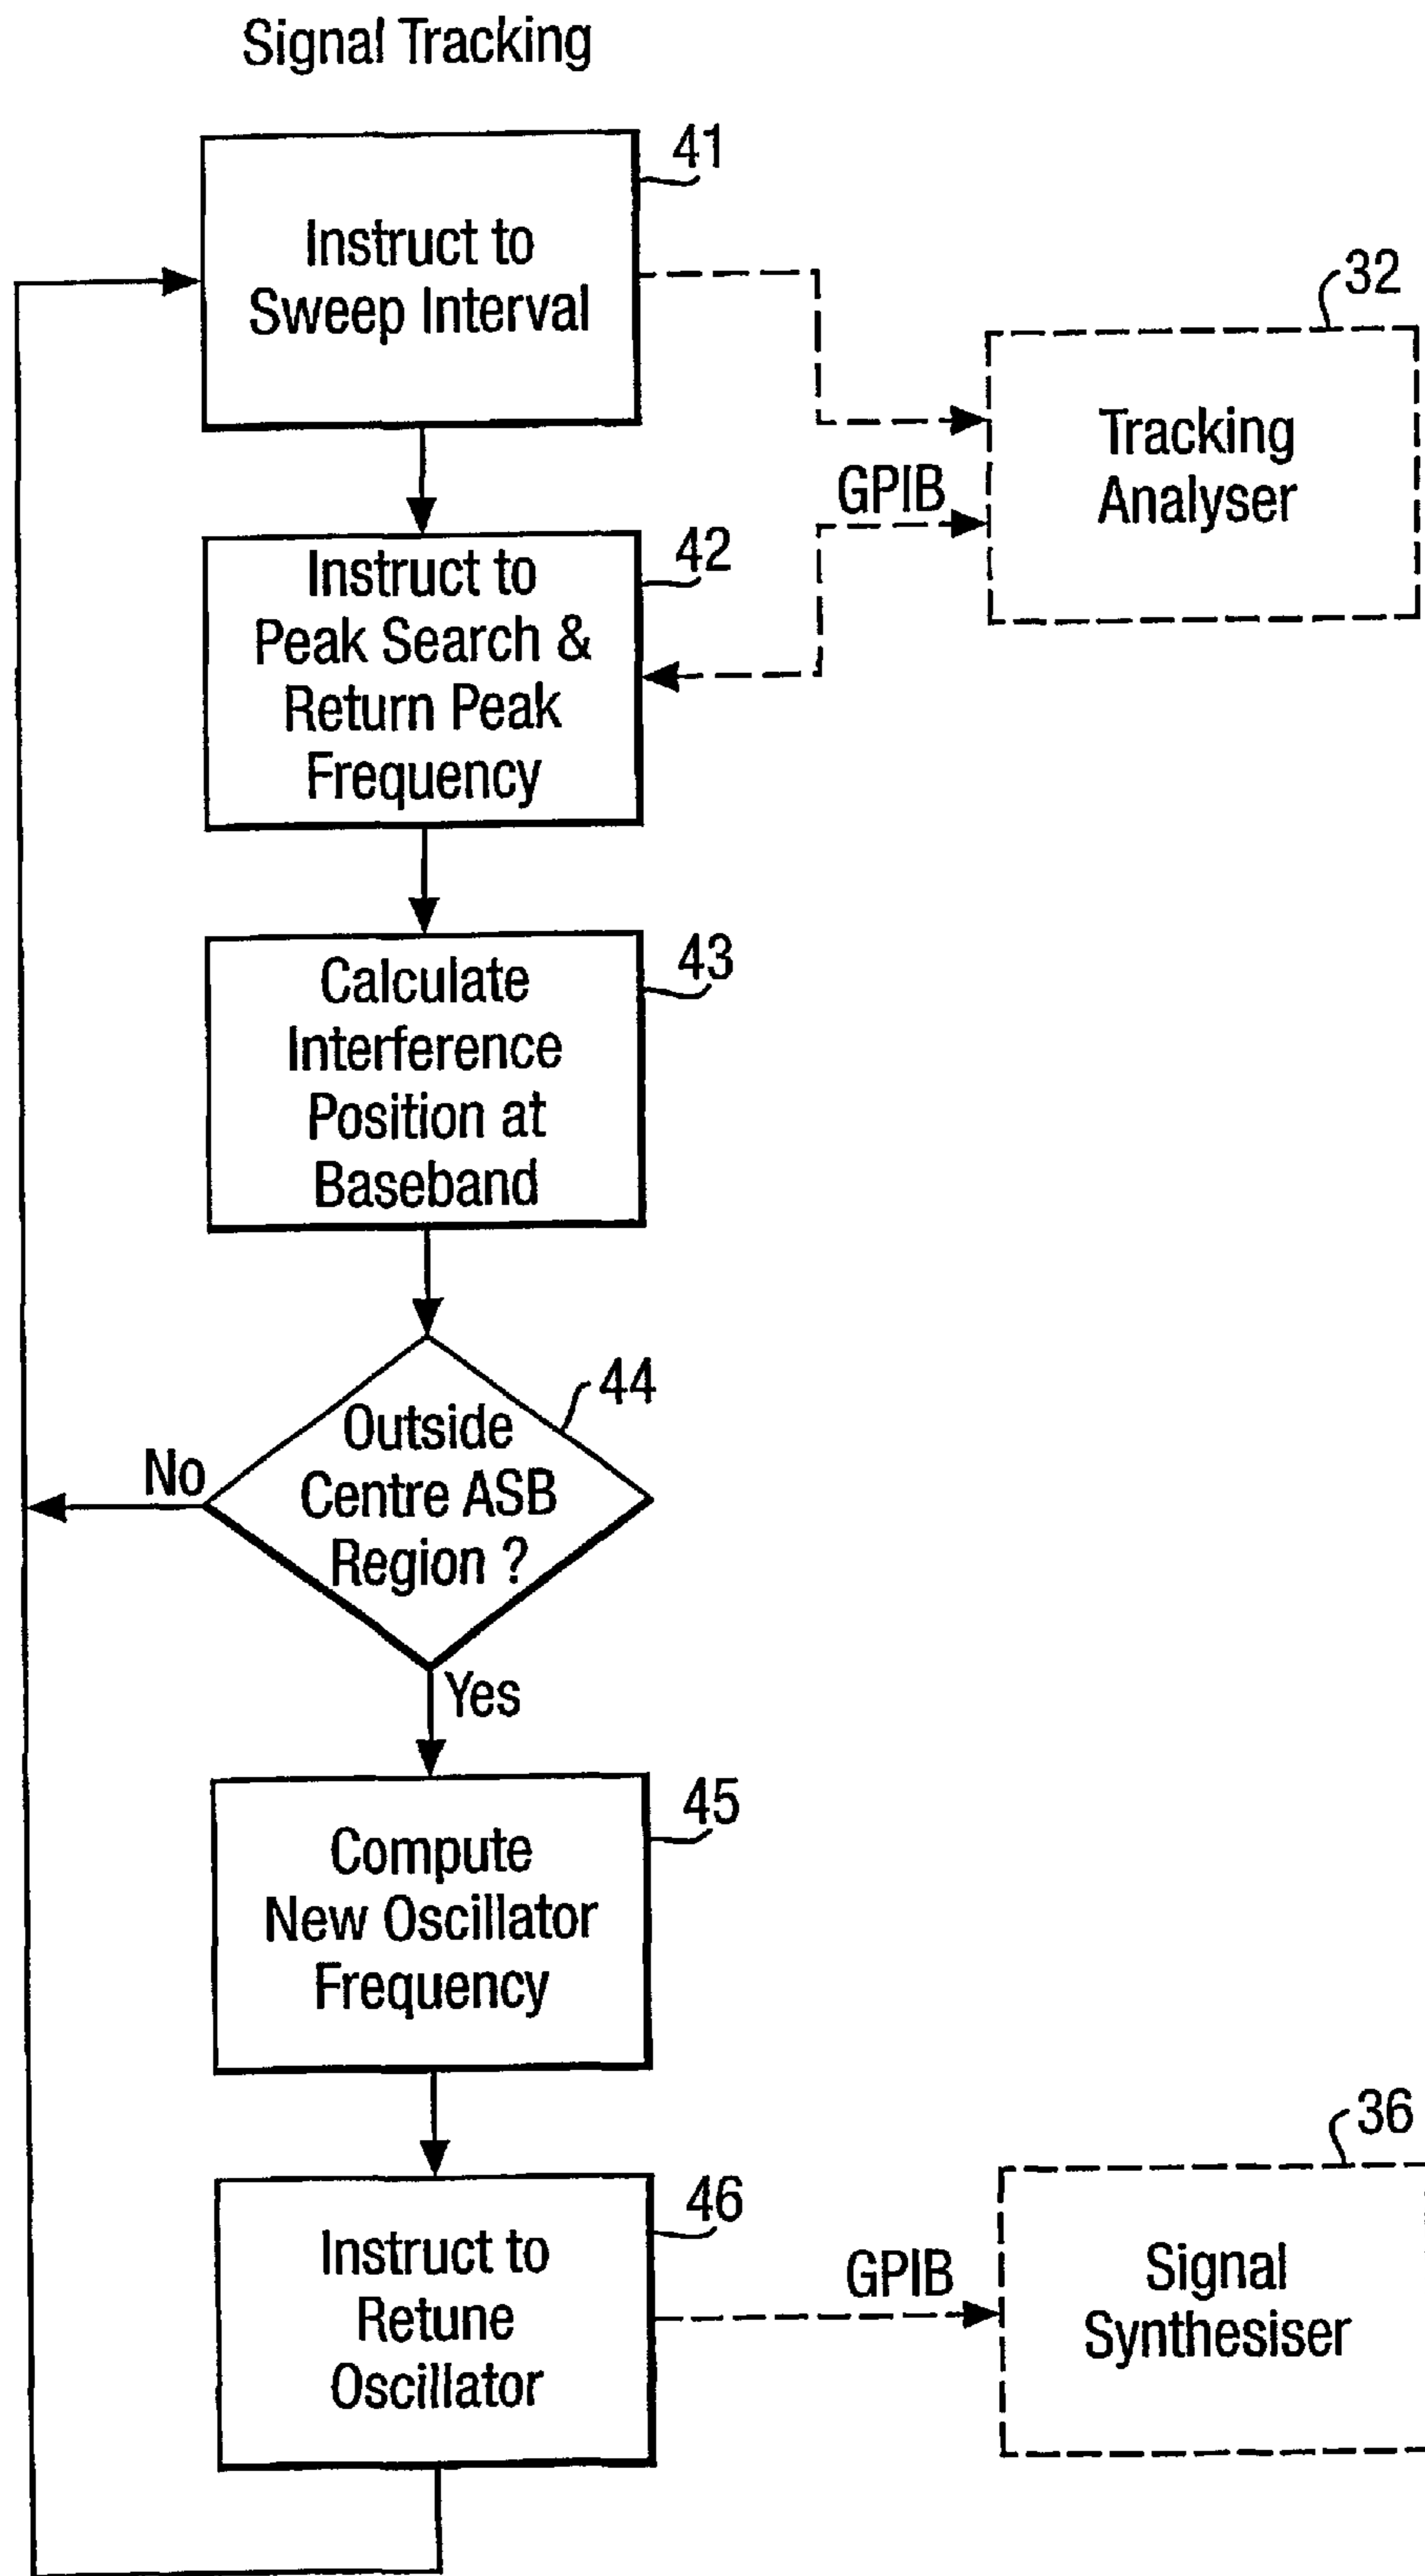 Signal Tracking
41
Instruct to
Sweep Interval
32
Tracking
Analyser
GPIB
42
Instruct to
Peak Search &
Return Peak
Frequency
43
Calculate
Interference
Position at
Baseband
44
Outside
Centre ASB
Region ?
No
Yes
45
Compute
New Oscillator
Frequency
46
Instruct to
Retune
Oscillator
GPIB
36
Signal
Synthesiser